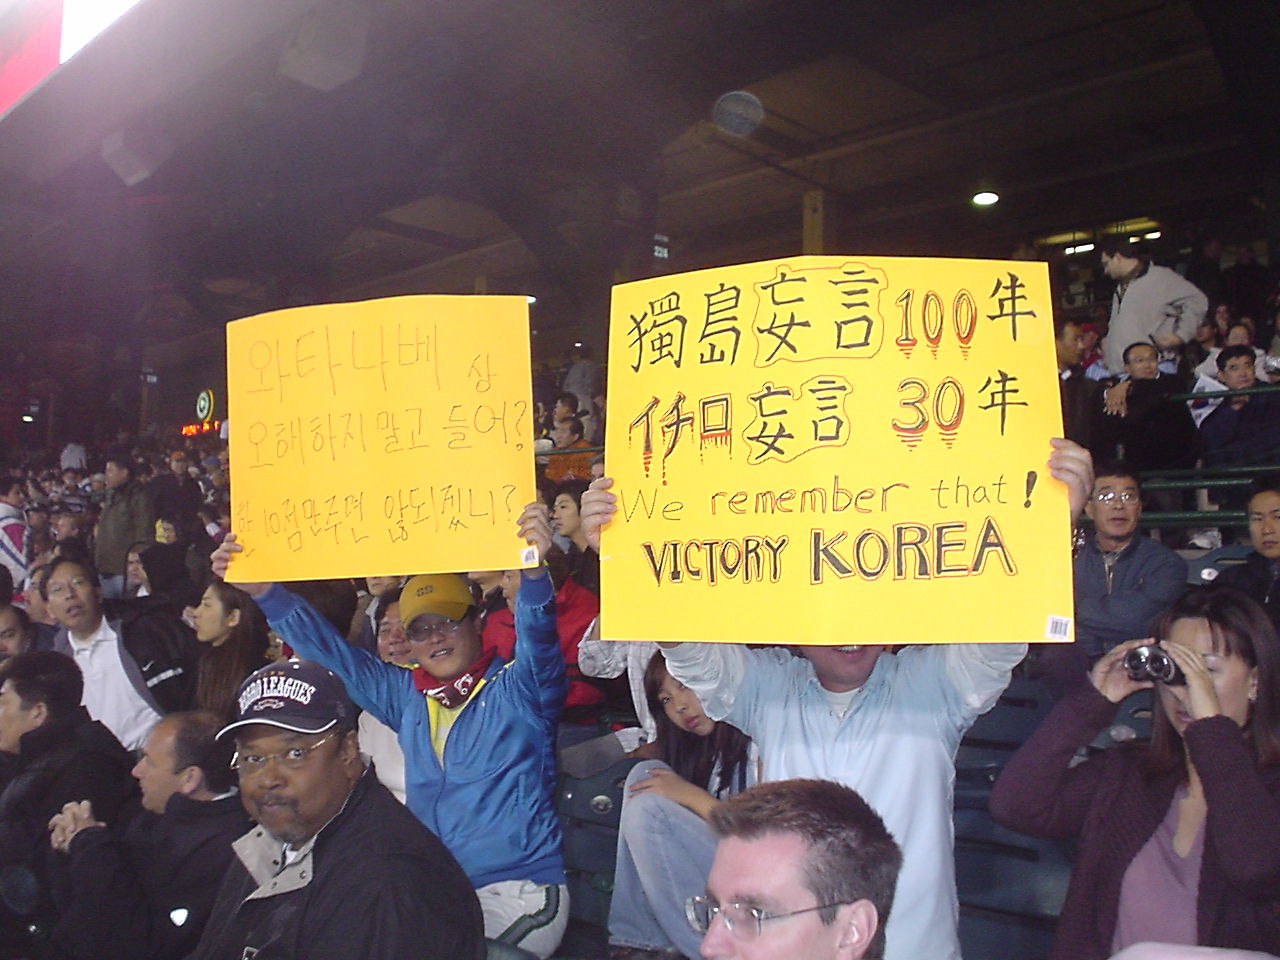 와타나베 상
오해하지말고 들어?
한 10점만주면 않되겠니?
獨島妄言100年
イチロ妄言 30年
We remember that!
VICTORY KOREA
NEGRO LEAGUES